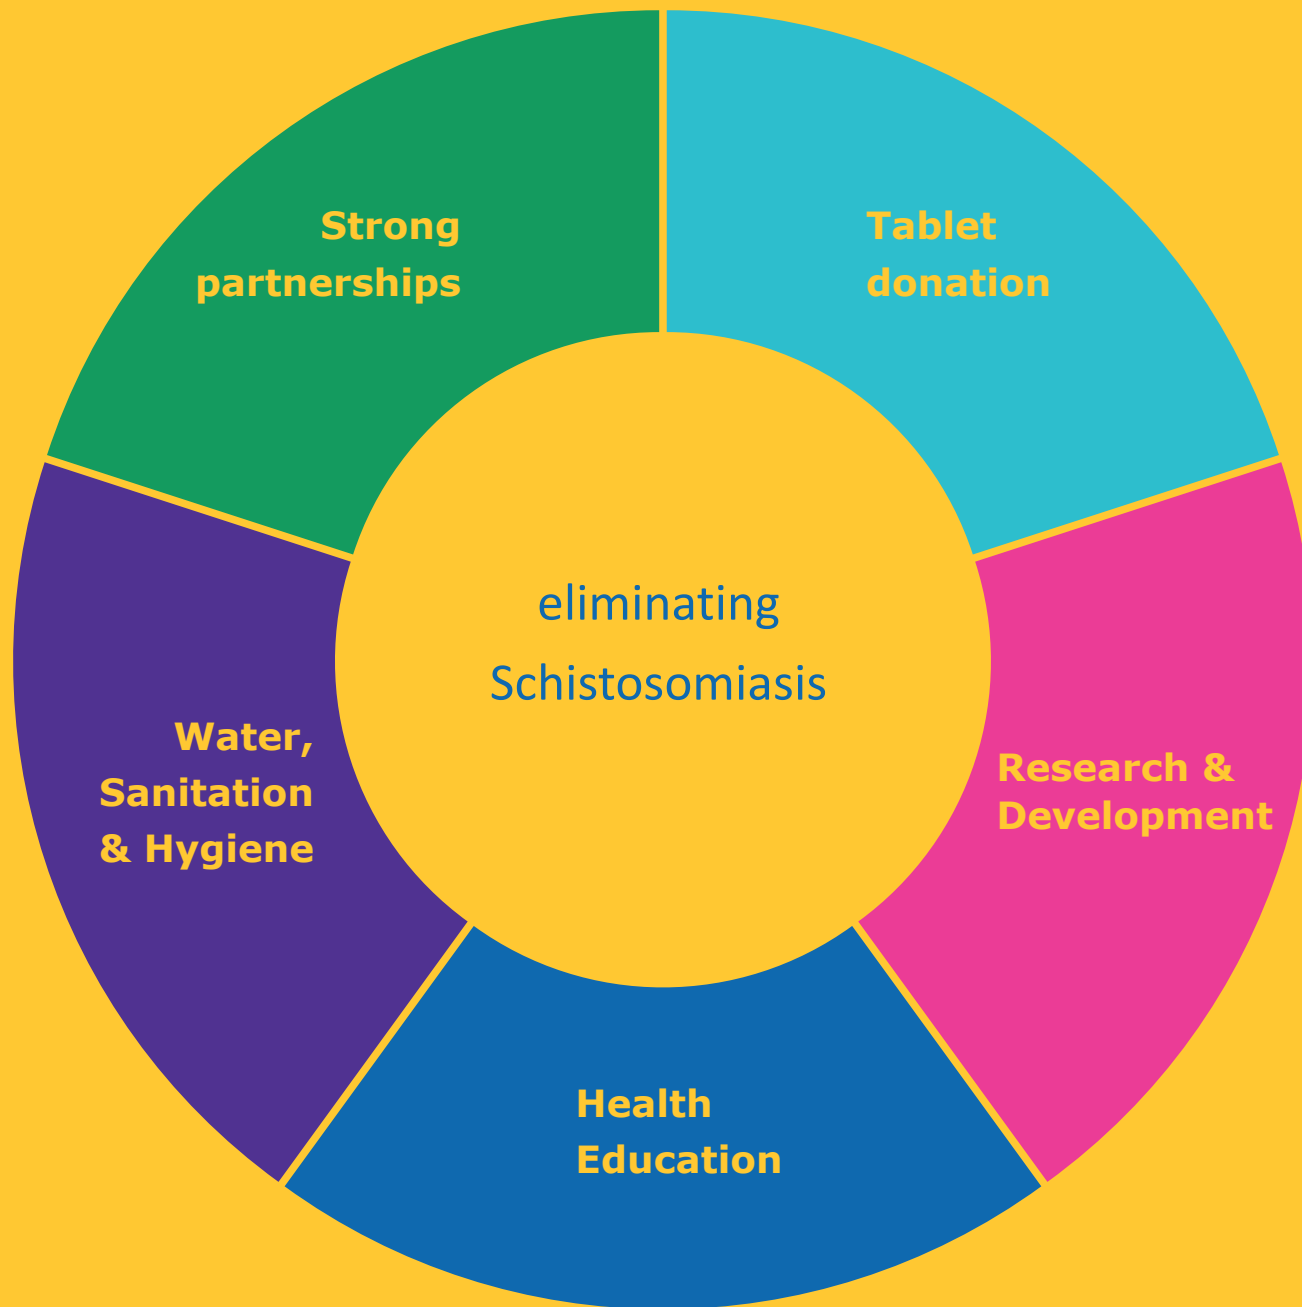 Strong
partnerships
Tablet
donation
eliminating
Schistosomiasis
Water,
Sanitation
& Hygiene
Research &
Development
Health
Education